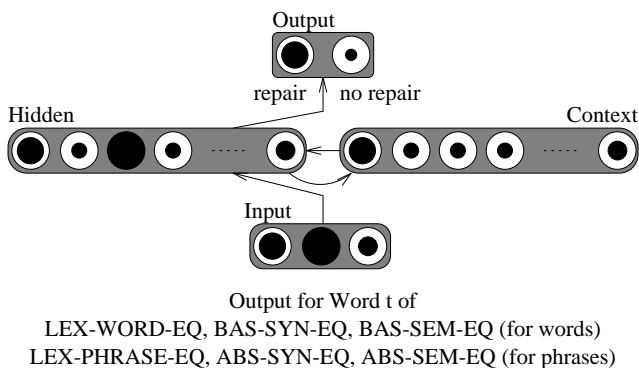 Output
repair no repair
Hidden Context
Input
Output for Word t of
LEX-WORD-EQ, BAS-SYN-EQ, BAS-SEM-EQ (for words)
LEX-PHRASE-EQ, ABS-SYN-EQ, ABS-SEM-EQ (for phrases)